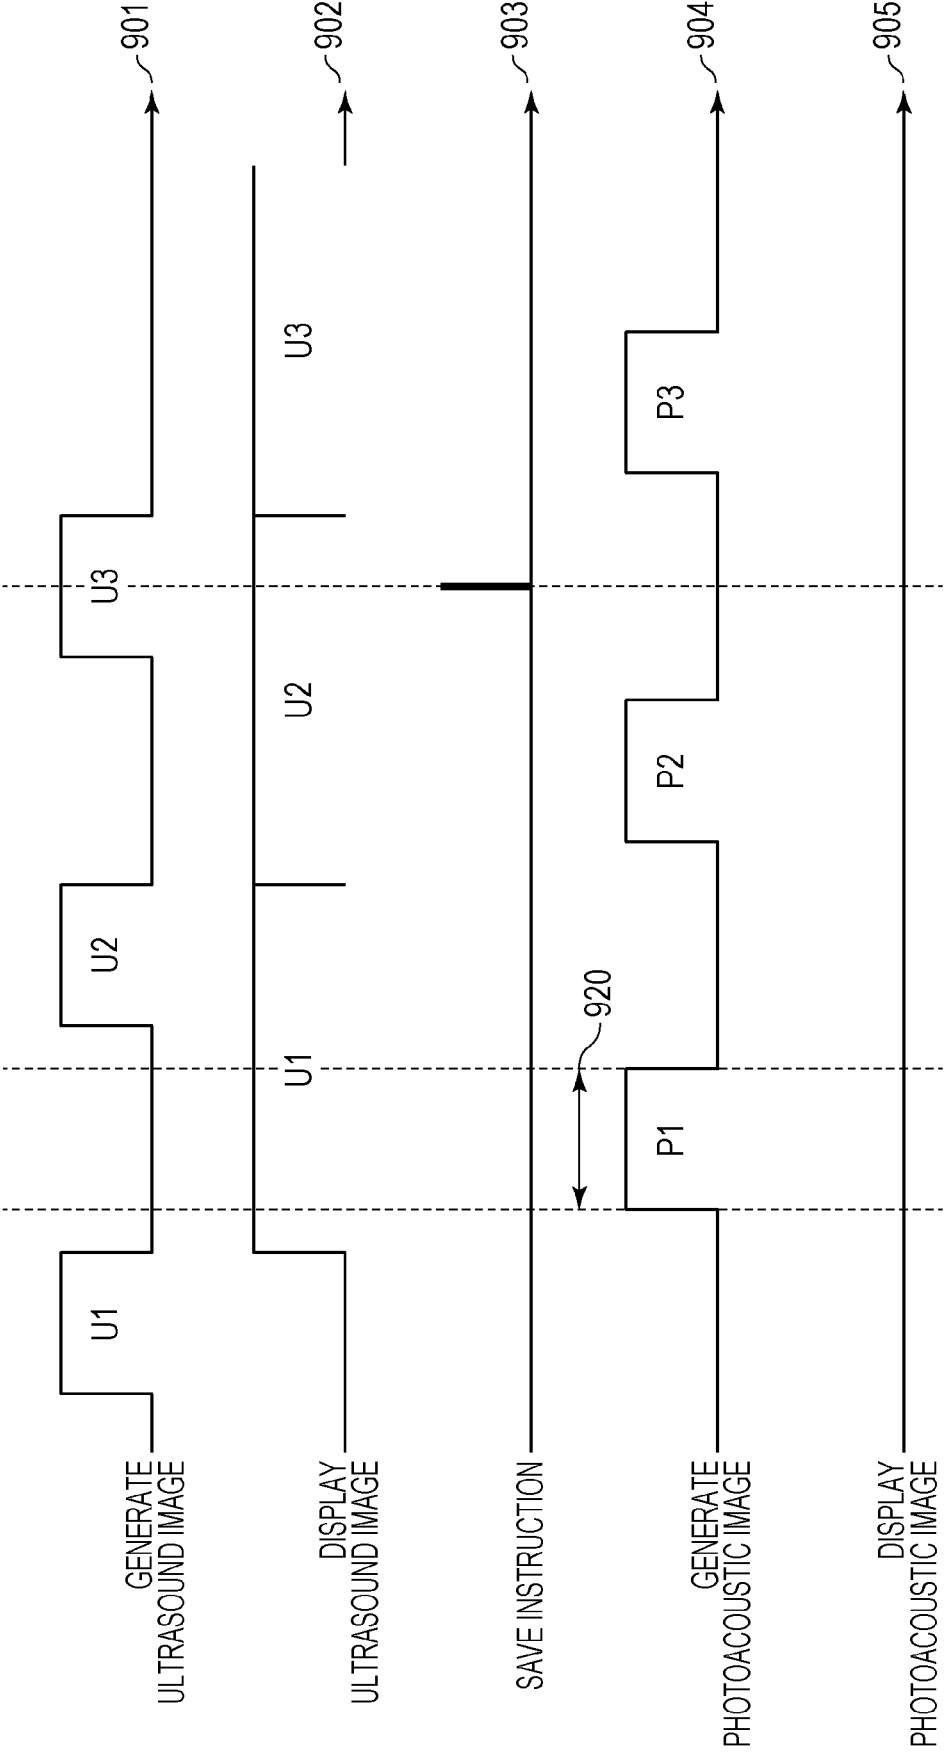 GENERATE
ULTRASOUND IMAGE
U1
U2
U3
901
DISPLAY
ULTRASOUND IMAGE
U1
U2
U3
902
SAVE INSTRUCTION
903
920
GENERATE
PHOTOACOUSTIC IMAGE
P1
P2
P3
904
DISPLAY
PHOTOACOUSTIC IMAGE
905